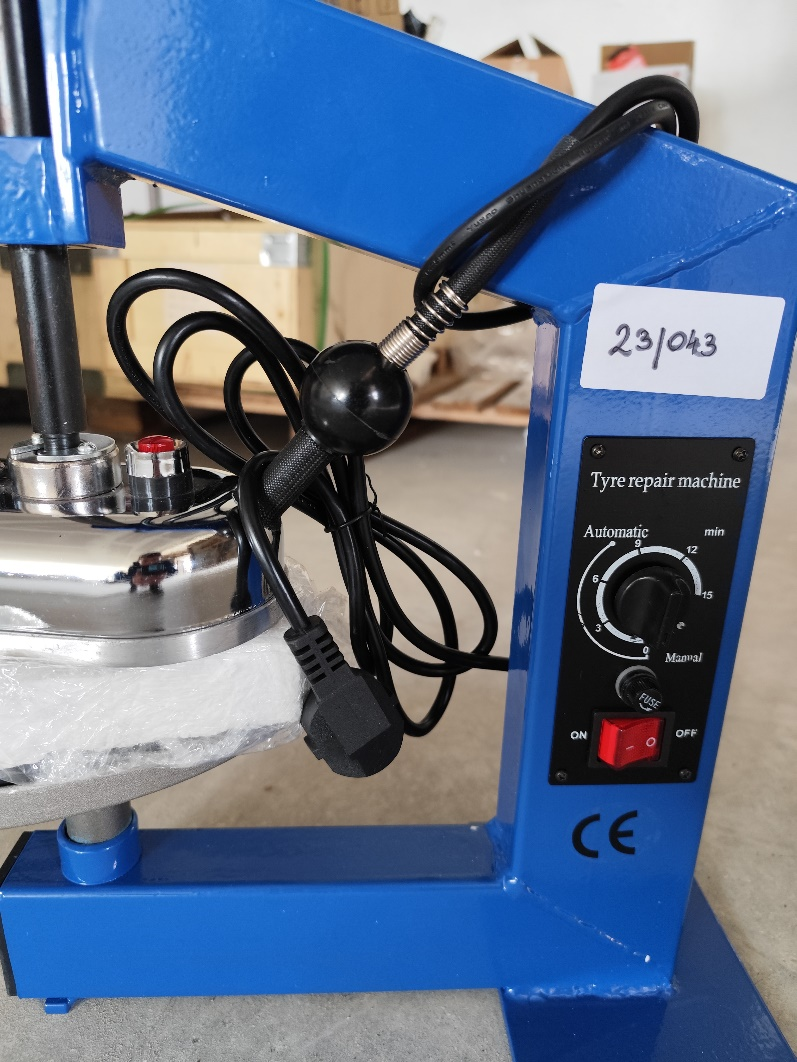 23/043
Tyre repair machine
Automatic
min
9
12
6
15
3
0
Manual
FUSE
ON
OFF
CE